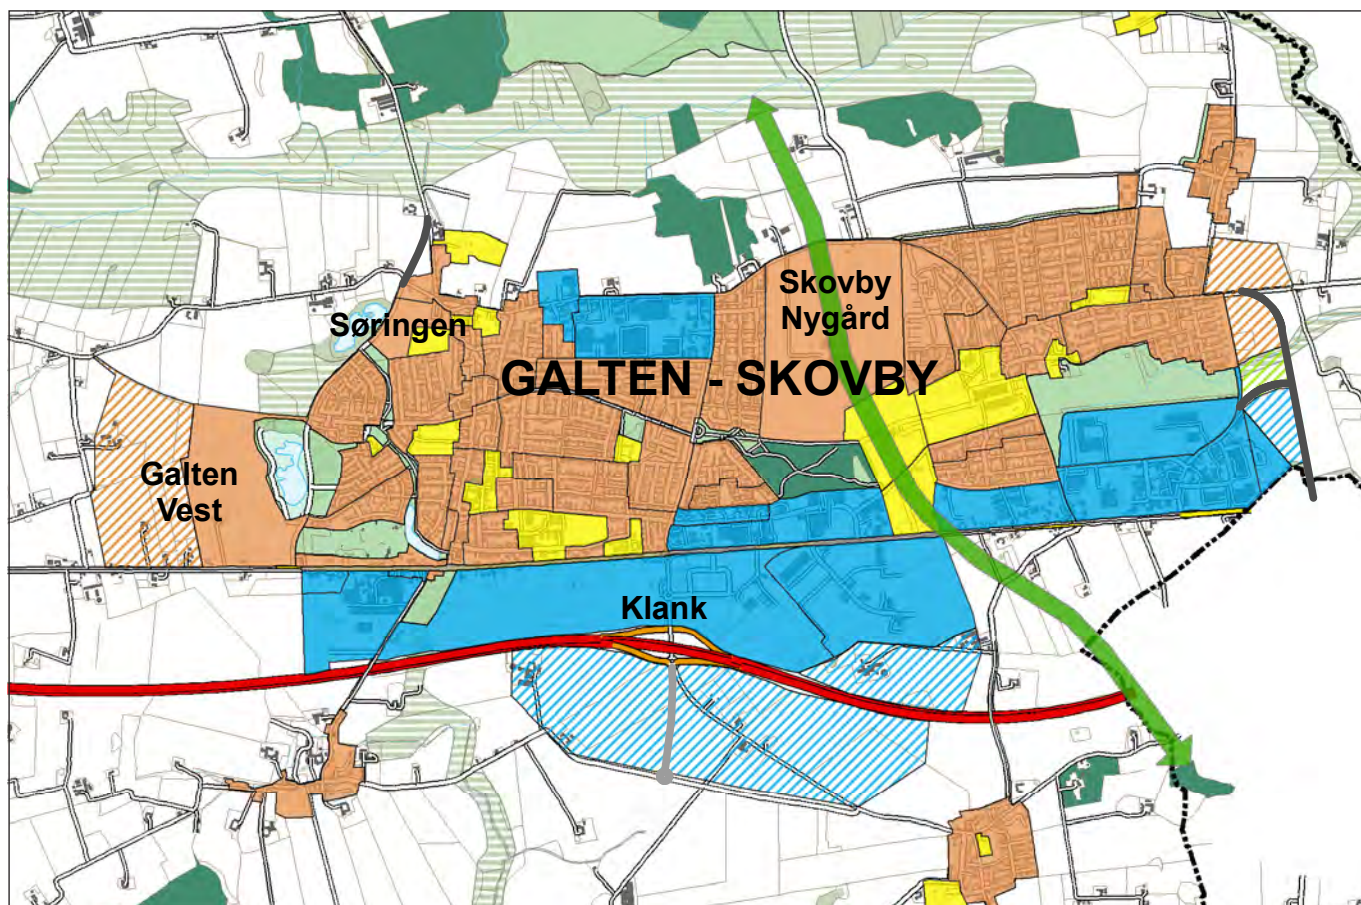 Skovby
Nygård
Søringen
GALTEN - SKOVBY
Galten
Vest
Klank